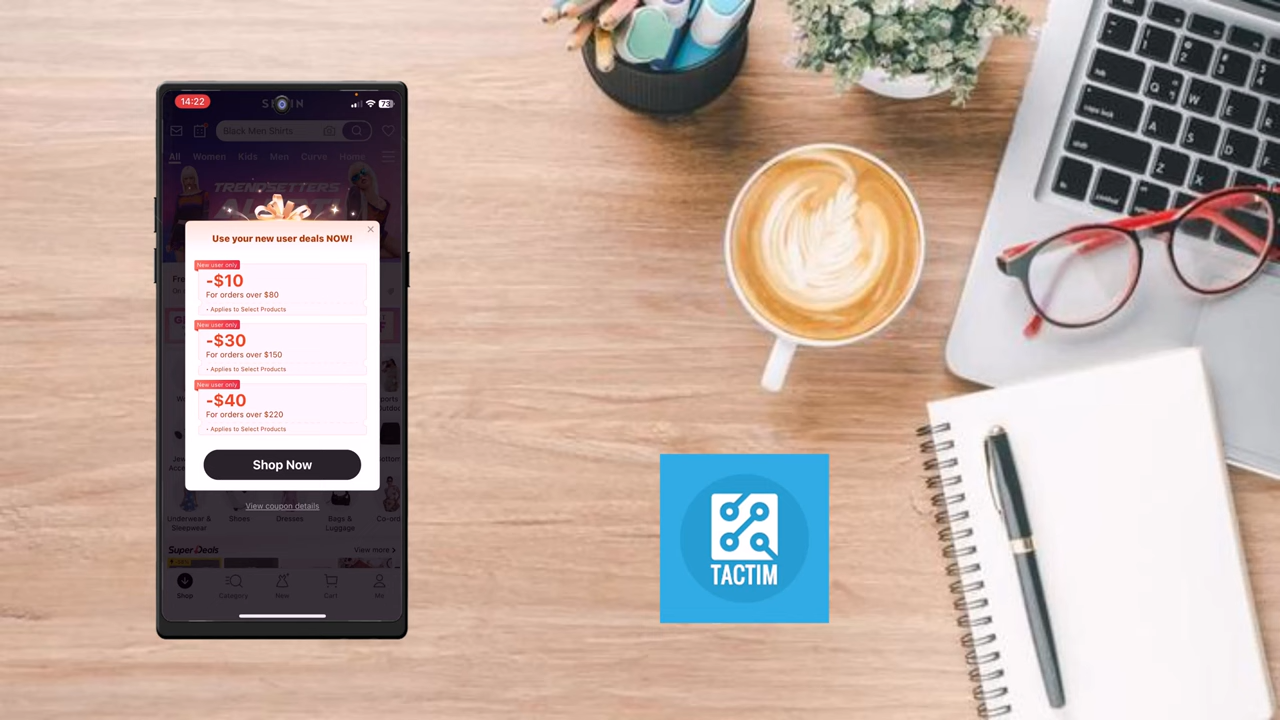 14:22
SHEIN
73
Black Men Shirts
All Women Kids Men Curve Home
TRENDSETTERS
Use your new user deals NOW!
New user only
-$10
For orders over $80
• Applies to Select Products
New user only
-$30
For orders over $150
• Applies to Select Products
New user only
-$40
For orders over $220
• Applies to Select Products
Shop Now
View coupon details
Underwear &
Sleepwear
Shoes
Dresses
Bags &
Luggage
Super Deals
View more >
Shop
Category
New
Cart
Me
TACTIM